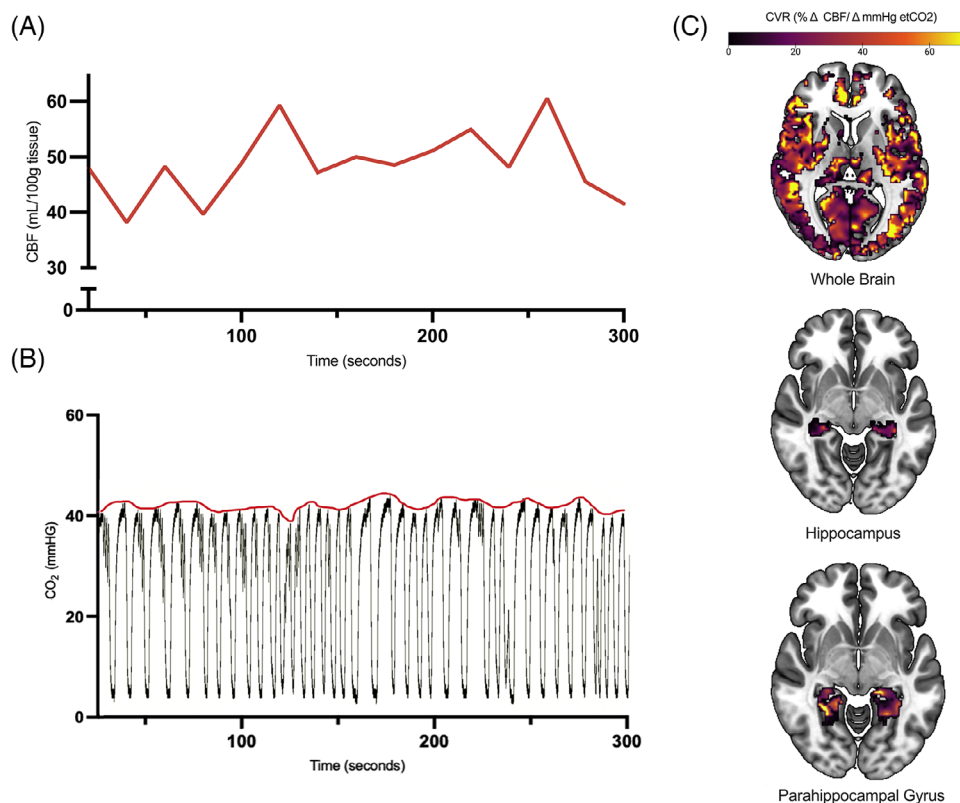 (A)
CBF (mL/100g tissue)
60
50
40
30
0
100
200
300
Time (seconds)
(B)
CO₂ (mmHG)
60
40
20
0
100
200
300
Time (seconds)
(C)
CVR (% Δ CBF/ Δ mmHg etCO2)
0 20 40 60
Whole Brain
Hippocampus
Parahippocampal Gyrus